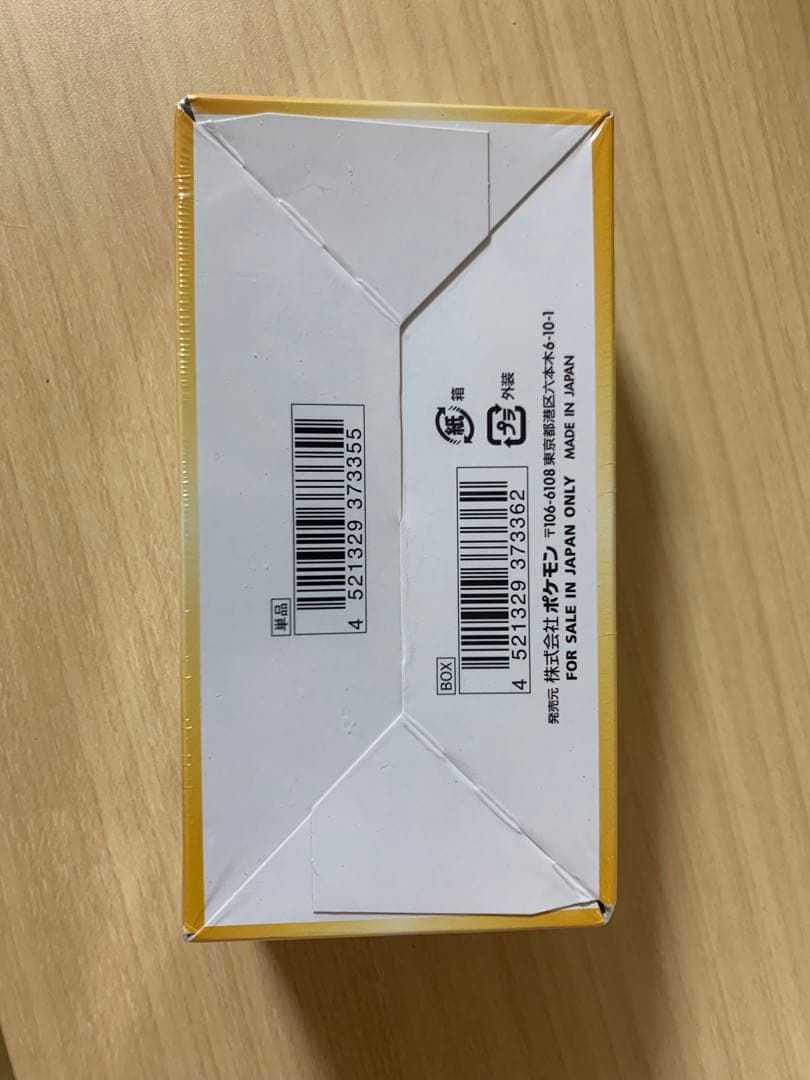 単品
4 521329 373355
BOX
4 521329 373362
紙 箱
プラ 外装
発売元 株式会社 ポケモン 〒106-6108 東京都港区六本木6-10-1
FOR SALE IN JAPAN ONLY MADE IN JAPAN